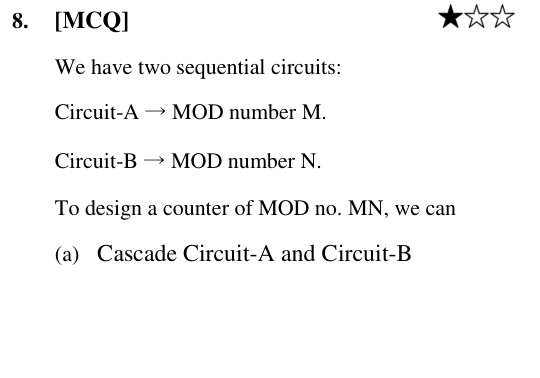 8. [MCQ] ★☆☆
We have two sequential circuits:
Circuit-A → MOD number M.
Circuit-B → MOD number N.
To design a counter of MOD no. MN, we can
(a) Cascade Circuit-A and Circuit-B